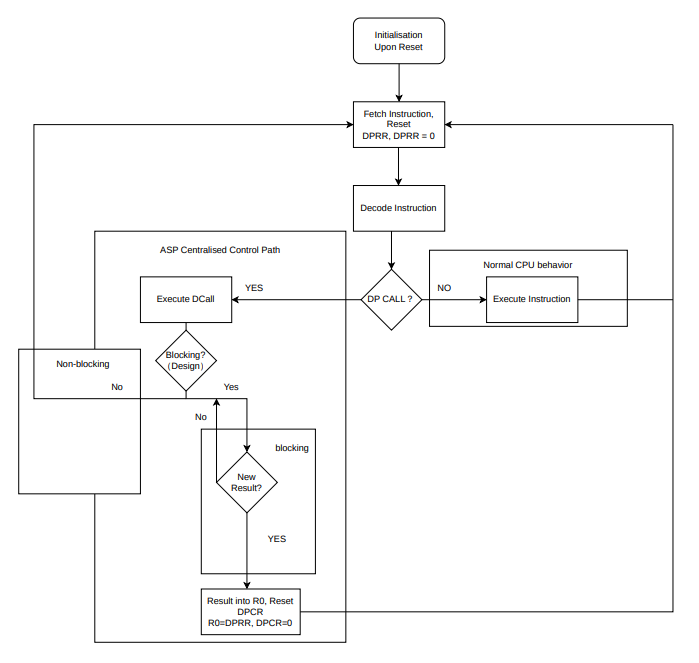 Initialisation
Upon Reset
Fetch Instruction,
Reset
DPRR, DPRR = 0
Decode Instruction
ASP Centralised Control Path
Normal CPU behavior
Execute DCall
YES
DP CALL ?
NO
Execute Instruction
Blocking?
(Design)
Non-blocking
No
Yes
No
blocking
New
Result?
YES
Result into R0, Reset
DPCR
R0=DPRR, DPCR=0